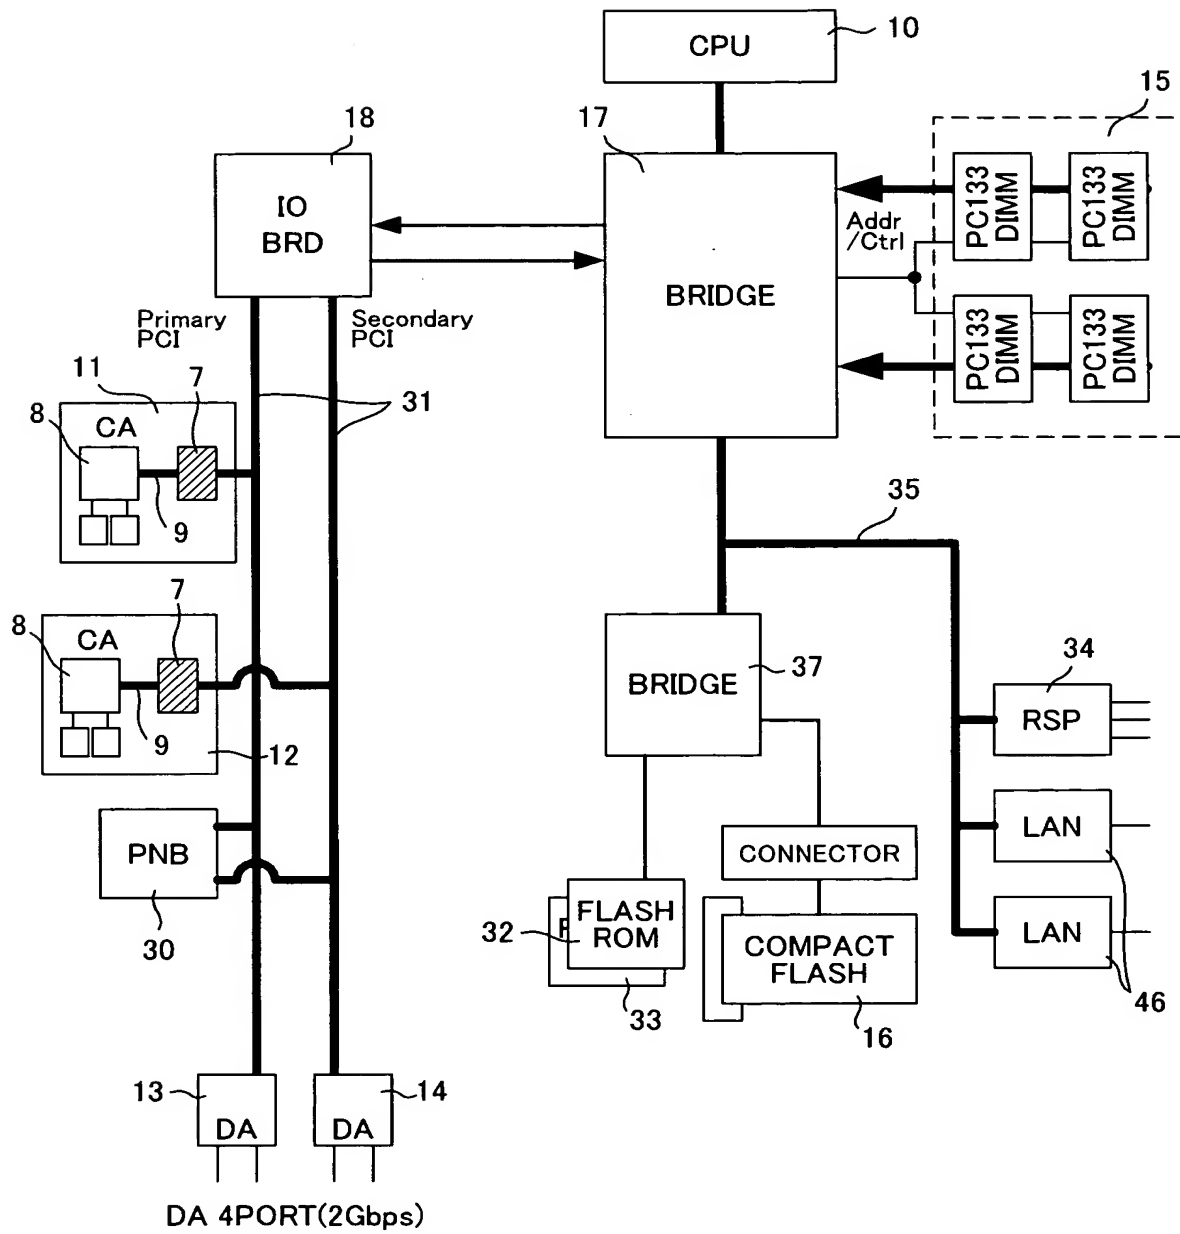 CPU
10
15
18
17
IO
BRD
BRIDGE
Addr
/Ctrl
PC133
DIMM
PC133
DIMM
PC133
DIMM
PC133
DIMM
Primary
PCI
Secondary
PCI
11
7
31
8
CA
9
35
7
8
CA
9
12
BRIDGE
37
34
RSP
PNB
30
CONNECTOR
LAN
32
FLASH
ROM
33
COMPACT
FLASH
16
LAN
46
13
DA
14
DA
DA 4PORT(2Gbps)